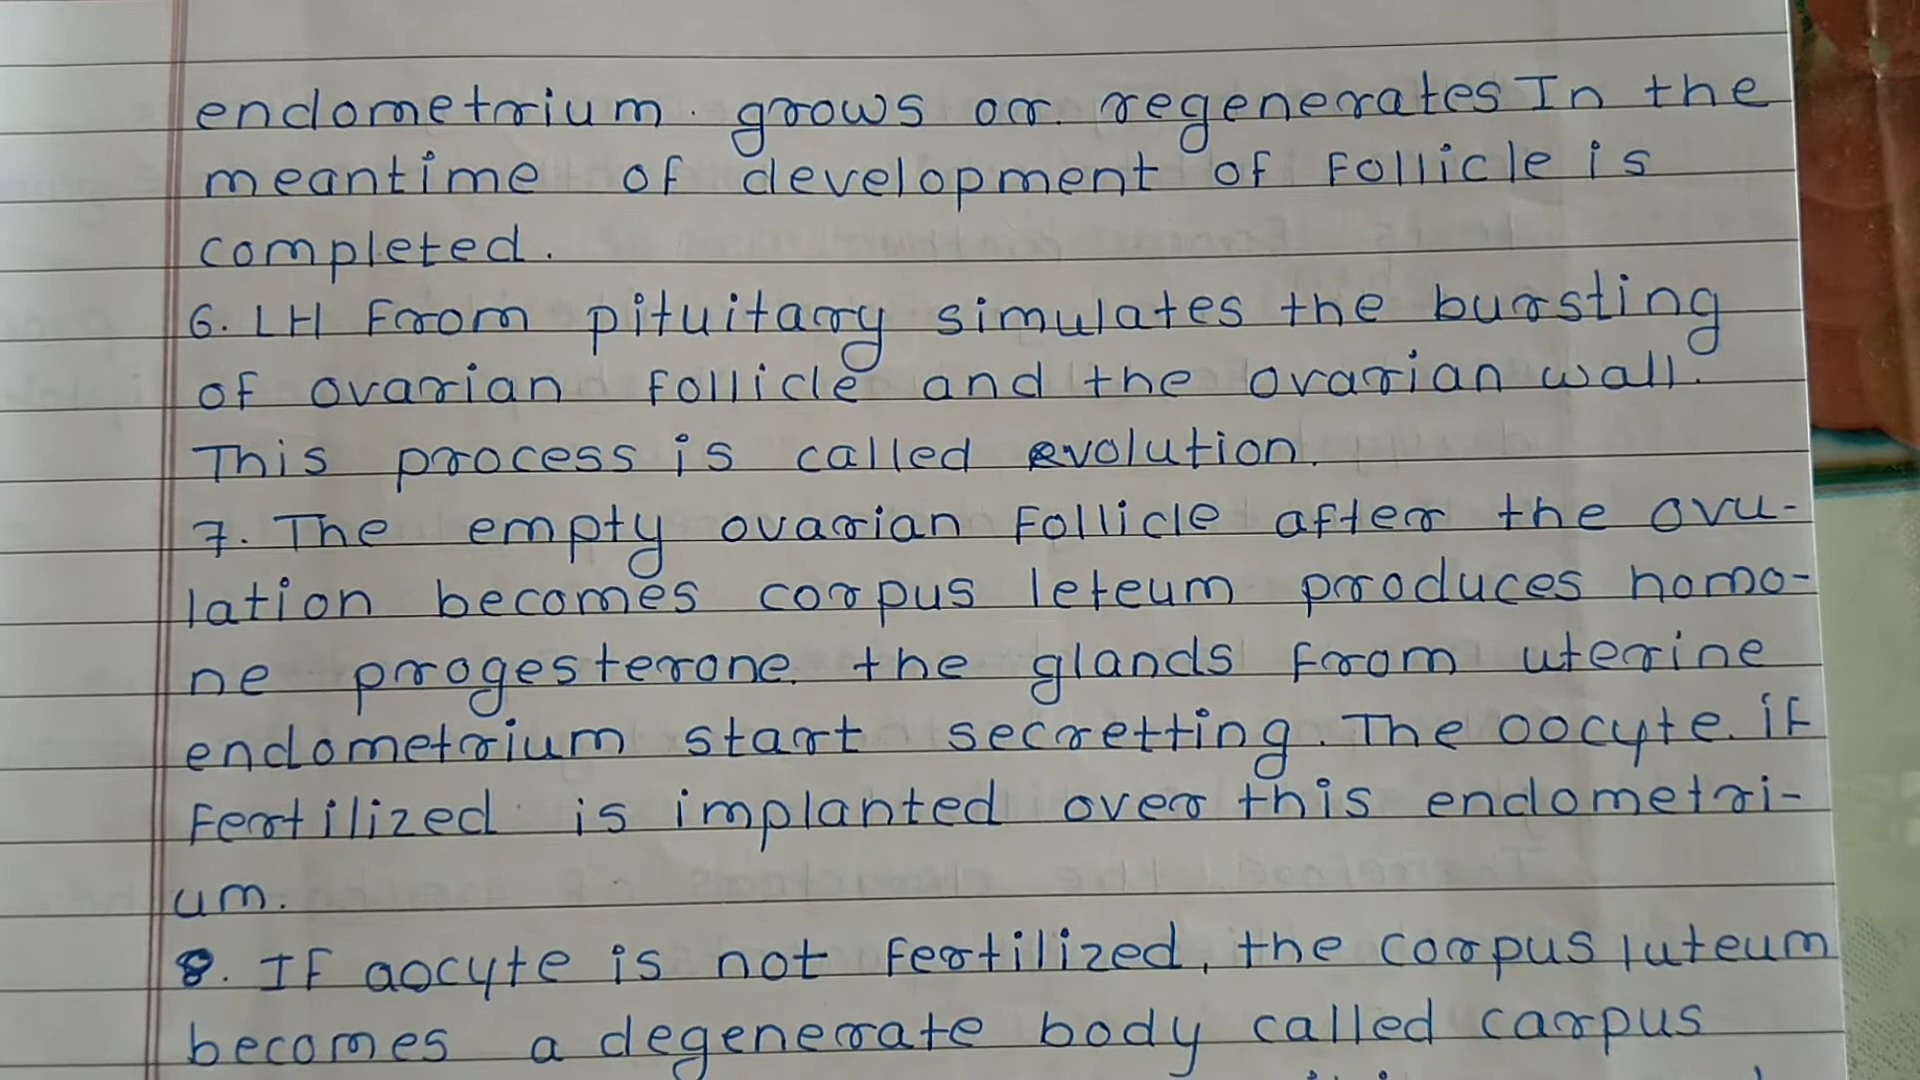 endometrium. grows or regenerates In the
meantime of development of follicle is
completed.
6. LH from pituitary simulates the bursting
of ovarian follicle and the ovarian wall.
This process is called evolution.
7. The empty ovarian follicle after the ovu-
lation becomes corpus leteum produces homo-
ne progesterone. the glands from uterine
endometrium start secretting. The oocyte. if
fertilized is implanted over this endometri-
um.
8. If aocyte is not fertilized, the corpus luteum
becomes a degenerate body called carpus